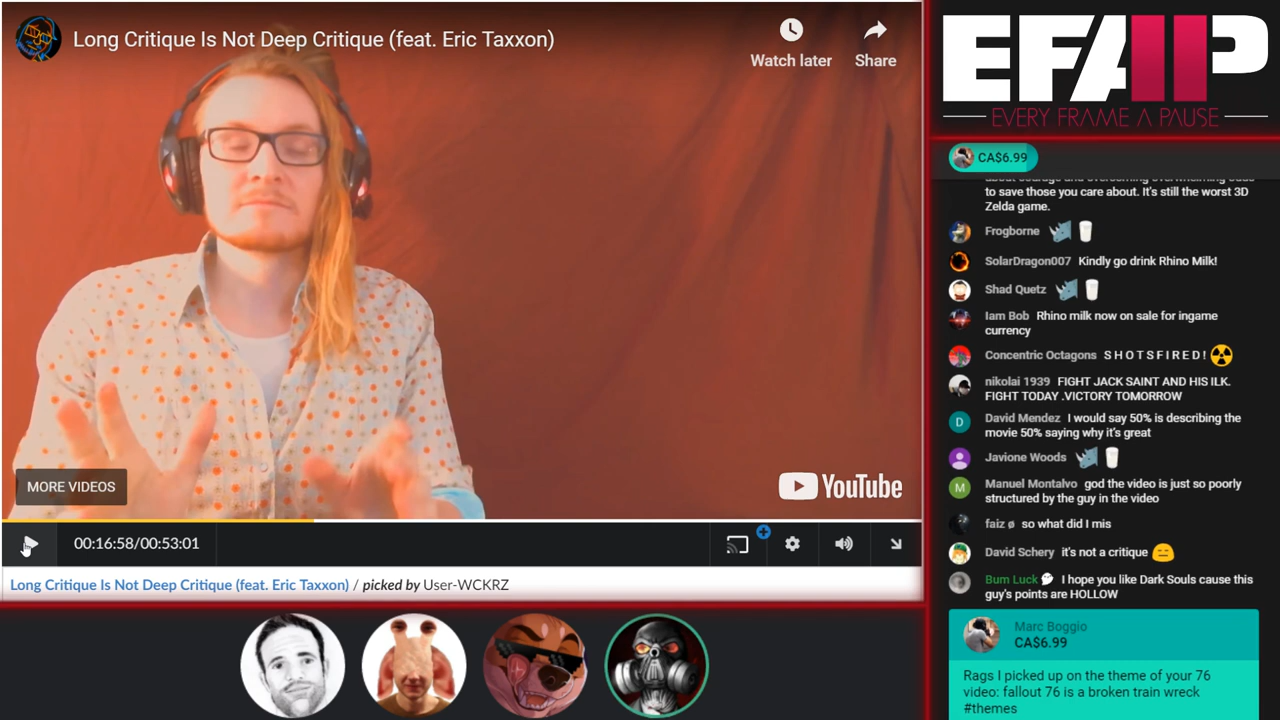 Long Critique Is Not Deep Critique (feat. Eric Taxxon)
Watch later
Share
MORE VIDEOS
YouTube
00:16:58/00:53:01
Long Critique Is Not Deep Critique (feat. Eric Taxxon) / picked by User-WCKRZ
EFAP
EVERY FRAME A PAUSE
CA$6.99
to save those you care about. It's still the worst 3D
Zelda game.
Frogborne
SolarDragon007 Kindly go drink Rhino Milk!
Shad Quetz
Iam Bob Rhino milk now on sale for ingame
currency
Concentric Octagons S H O T S F I R E D !
nikolai 1939 FIGHT JACK SAINT AND HIS ILK.
FIGHT TODAY .VICTORY TOMORROW
David Mendez I would say 50% is describing the
movie 50% saying why it's great
Javione Woods
Manuel Montalvo god the video is just so poorly
structured by the guy in the video
faiz ø so what did I mis
David Schery it's not a critique
Bum Luck I hope you like Dark Souls cause this
guy's points are HOLLOW
Marc Boggio
CA$6.99
Rags I picked up on the theme of your 76
video: fallout 76 is a broken train wreck
#themes